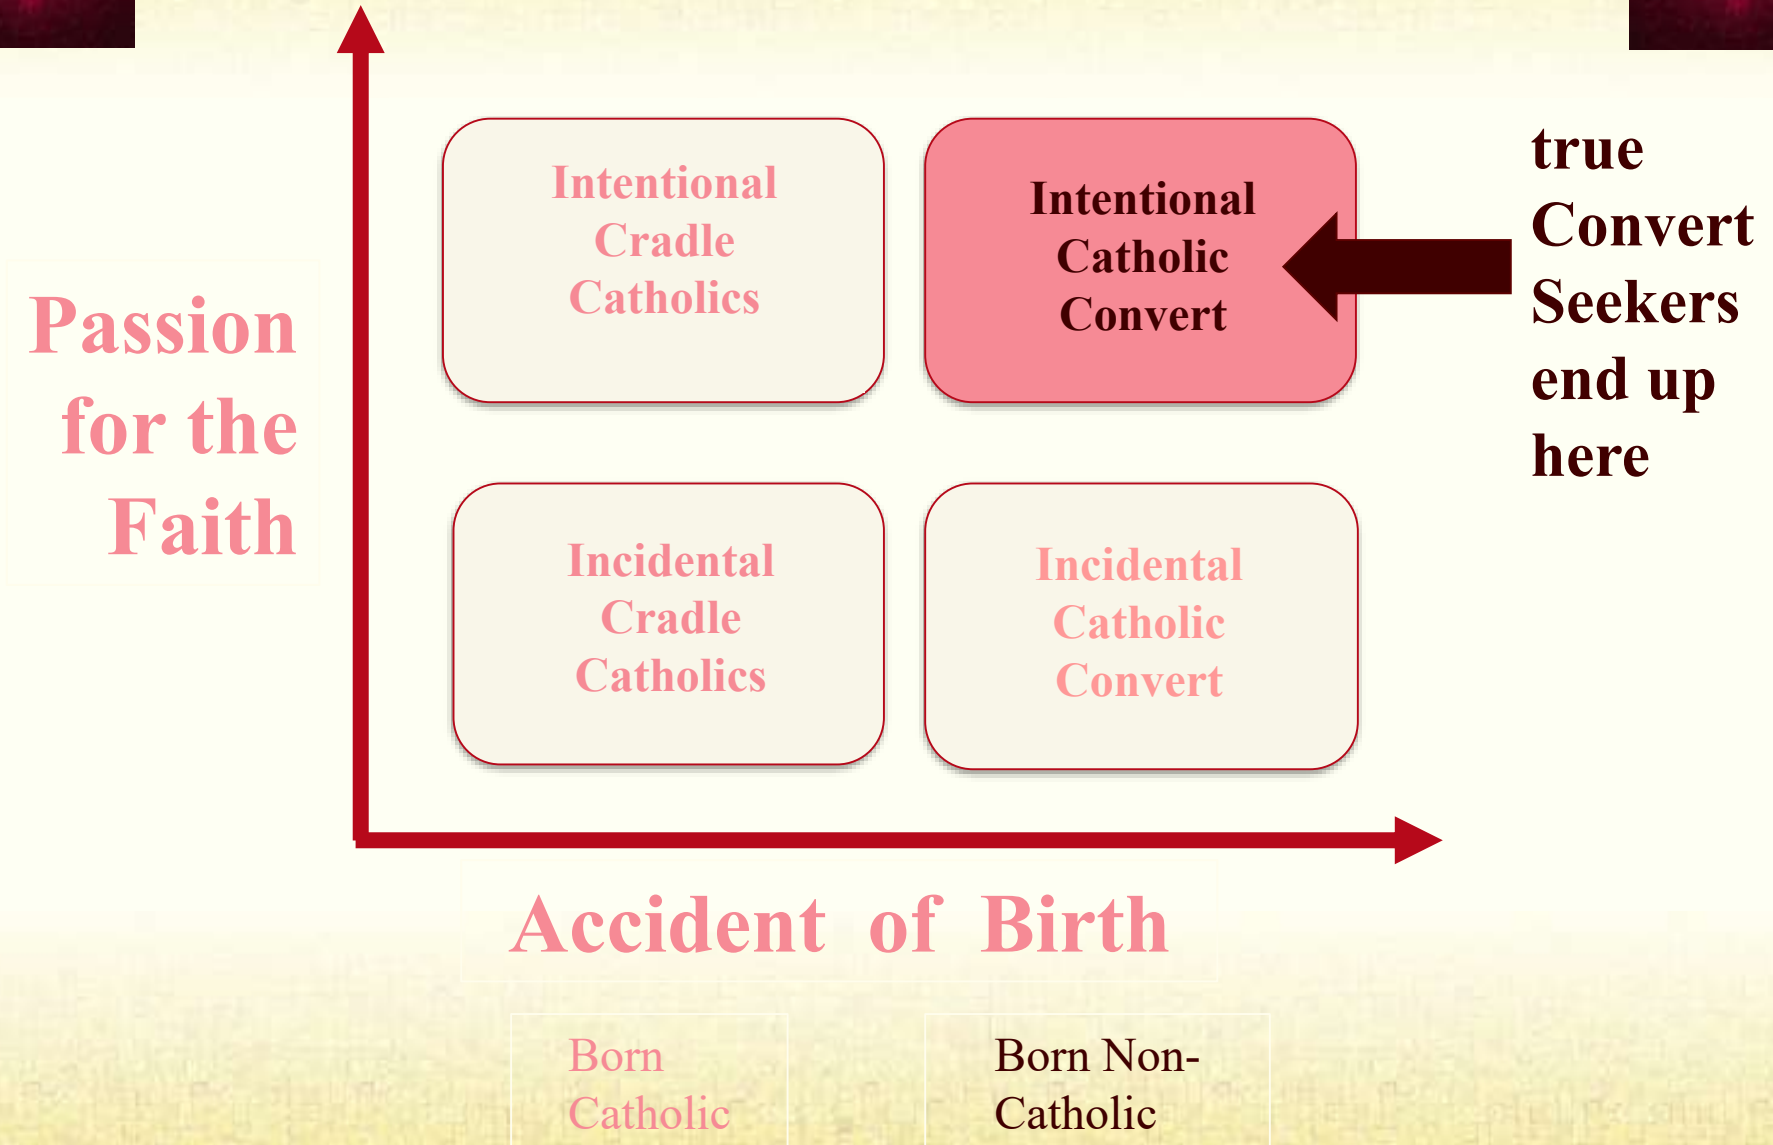 Passion
for the
Faith
Intentional
Cradle
Catholics
Intentional
Catholic
Convert
true
Convert
Seekers
end up
here
Incidental
Cradle
Catholics
Incidental
Catholic
Convert
Accident of Birth
Born
Catholic
Born Non-
Catholic